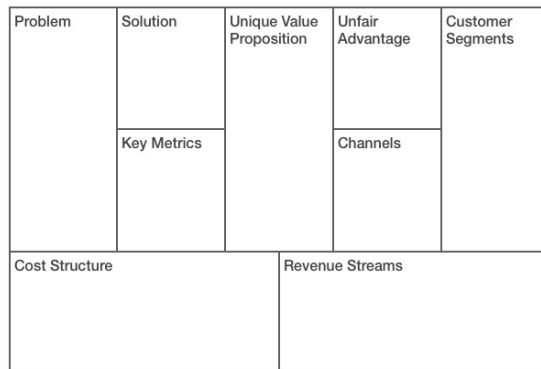 Problem
Solution
Unique Value
Proposition
Unfair
Advantage
Customer
Segments
Key Metrics
Channels
Cost Structure
Revenue Streams